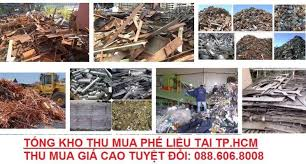 TỔNG KHO THU MUA PHẾ LIỆU TẠI TP.HCM
THU MUA GIÁ CAO TUYỆT ĐỐI: 088.606.8008